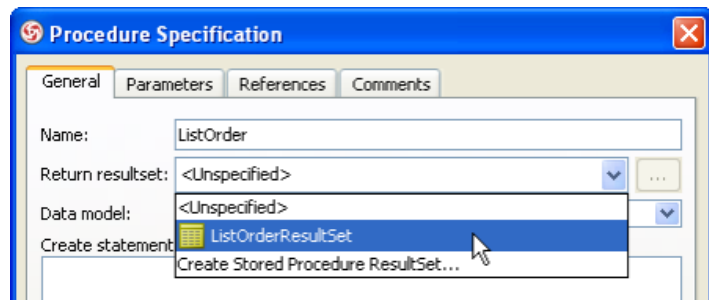 Procedure Specification
General Parameters References Comments
Name: ListOrder
Return resultset: <Unspecified> ...
Data model: <Unspecified>
ListOrderResultSet
Create statement
Create Stored Procedure ResultSet...